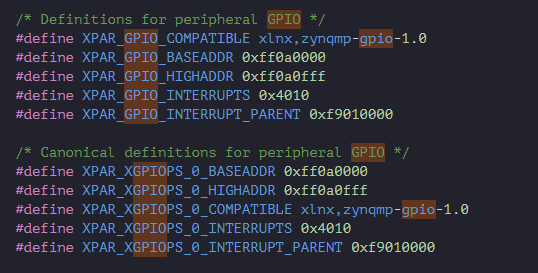 /* Definitions for peripheral GPIO */
#define XPAR_GPIO_COMPATIBLE xlnx,zynqmp-gpio-1.0
#define XPAR_GPIO_BASEADDR 0xff0a0000
#define XPAR_GPIO_HIGHADDR 0xff0a0fff
#define XPAR_GPIO_INTERRUPTS 0x4010
#define XPAR_GPIO_INTERRUPT_PARENT 0xf9010000
/* Canonical definitions for peripheral GPIO */
#define XPAR_XGPIOPS_0_BASEADDR 0xff0a0000
#define XPAR_XGPIOPS_0_HIGHADDR 0xff0a0fff
#define XPAR_XGPIOPS_0_COMPATIBLE xlnx,zynqmp-gpio-1.0
#define XPAR_XGPIOPS_0_INTERRUPTS 0x4010
#define XPAR_XGPIOPS_0_INTERRUPT_PARENT 0xf9010000